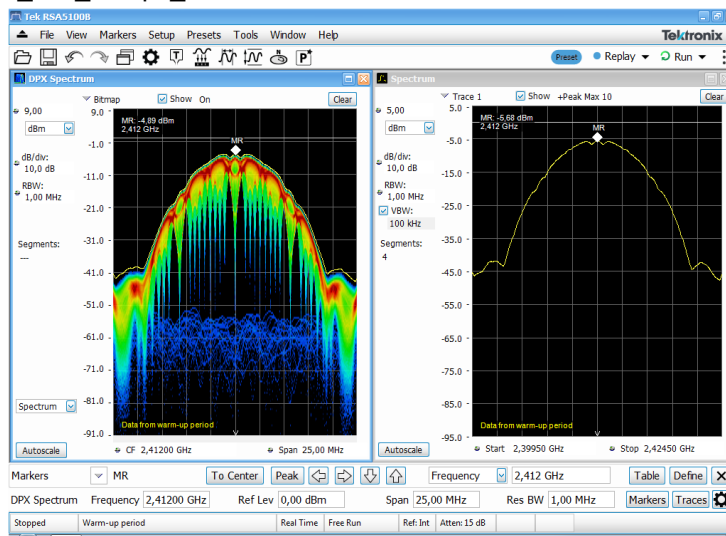 Tek RSA5100B
File View Markers Setup Presets Tools Window Help
Tektronix
Preset Replay Run
DPX Spectrum
Bitmap Show On Clear
9,00
dBm
dB/div:
10,0 dB
RBW:
1,00 MHz
Segments:
---
Spectrum
Autoscale
9.0
-1.0
-11.0
-21.0
-31.0
-41.0
-51.0
-61.0
-71.0
-81.0
-91.0
MR: -4,89 dBm
2,412 GHz
MR
Data from warm-up period
CF 2,41200 GHz Span 25,00 MHz
Spectrum
Trace 1 Show +Peak Max 10 Clear
5,00
dBm
dB/div:
10,0 dB
RBW:
1,00 MHz
VBW:
100 kHz
Segments:
4
Autoscale
5.0
-5.0
-15.0
-25.0
-35.0
-45.0
-55.0
-65.0
-75.0
-85.0
-95.0
MR: -5,68 dBm
2,412 GHz
MR
Data from warm-up period
Start 2,39950 GHz Stop 2,42450 GHz
Markers MR To Center Peak Frequency 2,412 GHz Table Define X
DPX Spectrum Frequency 2,41200 GHz Ref Lev 0,00 dBm Span 25,00 MHz Res BW 1,00 MHz Markers Traces
Stopped Warm-up period Real Time Free Run Ref: Int Atten: 15 dB